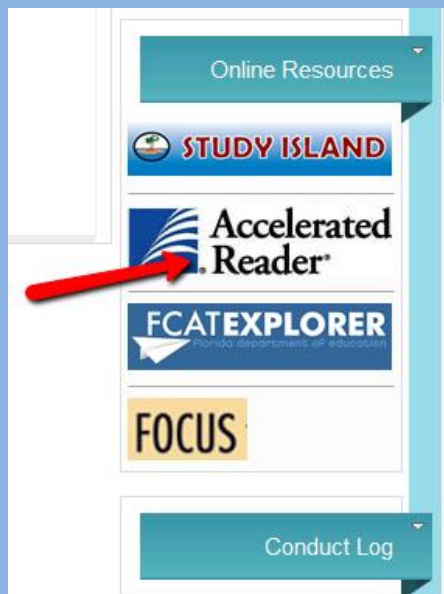 Online Resources
STUDY ISLAND
Accelerated
Reader®
FCATEXPLORER
Florida department of education
FOCUS
Conduct Log